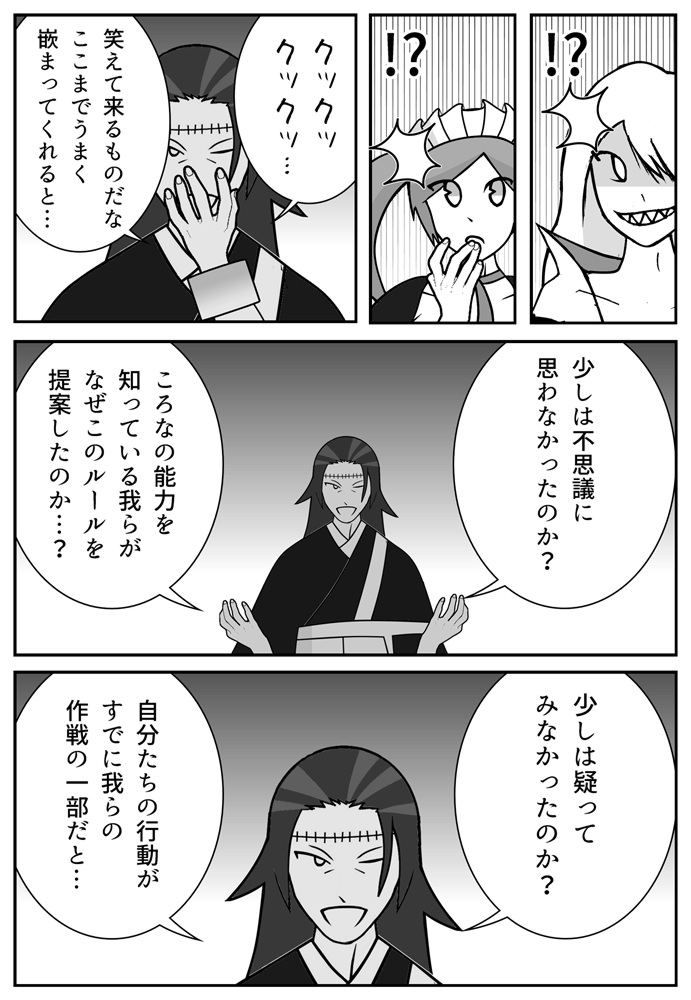 !?
!?
クックッ
クックッ…
笑えて来るものだな
ここまでうまく
嵌まってくれると…
少しは不思議に
思わなかったのか?
ころなの能力を
知っている我らが
なぜこのルールを
提案したのか…?
少しは疑って
みなかったのか?
自分たちの行動が
すでに我らの
作戦の一部だと…